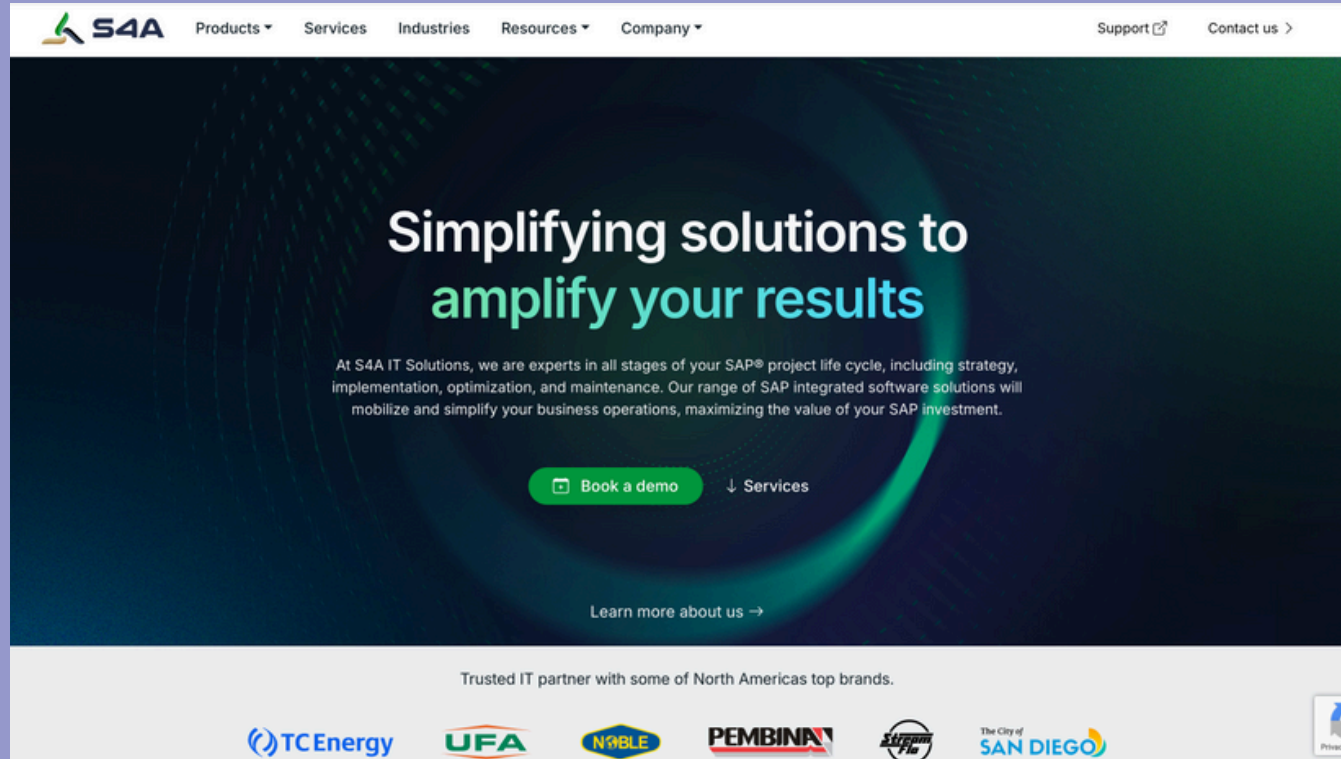 S4A Products Services Industries Resources Company Support Contact us
Simplifying solutions to
amplify your results
At S4A IT Solutions, we are experts in all stages of your SAP® project life cycle, including strategy,
implementation, optimization, and maintenance. Our range of SAP integrated software solutions will
mobilize and simplify your business operations, maximizing the value of your SAP investment.
Book a demo ↓ Services
Learn more about us →
Trusted IT partner with some of North Americas top brands.
TC Energy UFA NOBLE PEMBINA Stream Flo The City of
SAN DIEGO